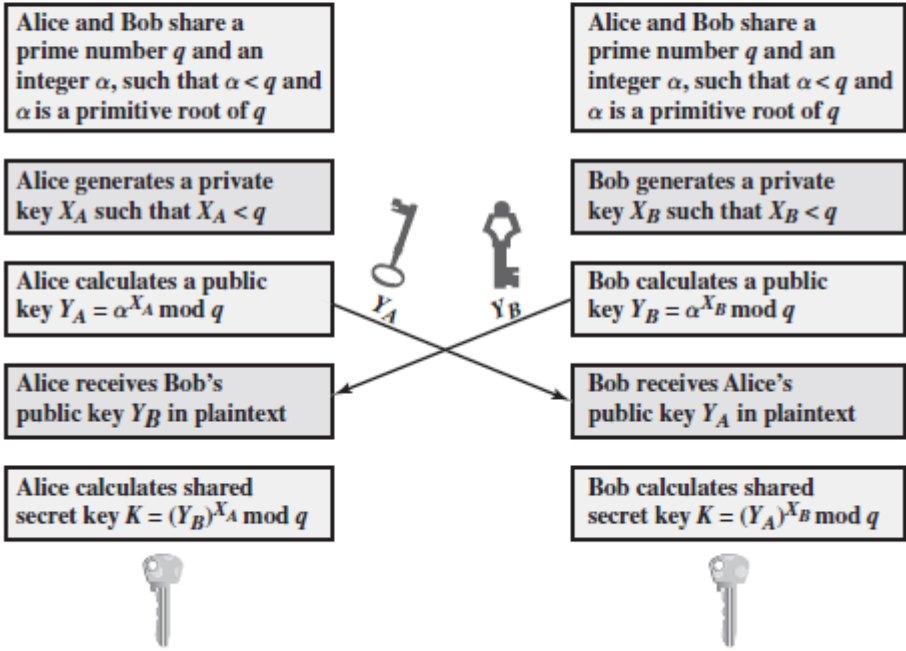 Alice and Bob share a
prime number q and an
integer α, such that α < q and
α is a primitive root of q
Alice generates a private
key X_A such that X_A < q
Alice calculates a public
key Y_A = α^X_A mod q
Alice receives Bob's
public key Y_B in plaintext
Alice calculates shared
secret key K = (Y_B)^X_A mod q
Y_A
Y_B
Alice and Bob share a
prime number q and an
integer α, such that α < q and
α is a primitive root of q
Bob generates a private
key X_B such that X_B < q
Bob calculates a public
key Y_B = α^X_B mod q
Bob receives Alice's
public key Y_A in plaintext
Bob calculates shared
secret key K = (Y_A)^X_B mod q